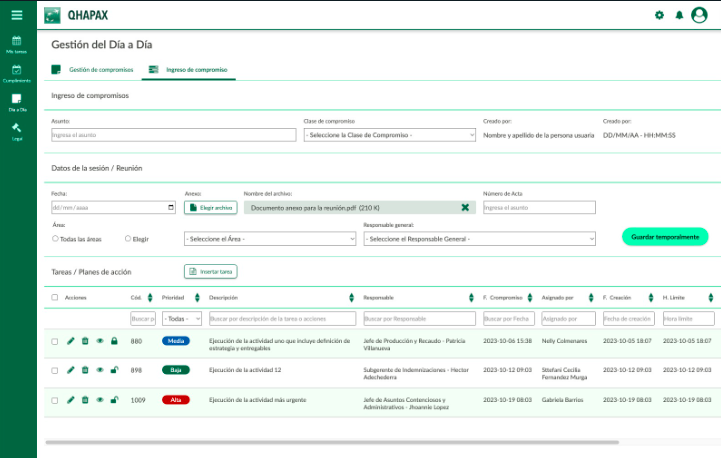 QHAPAX
Mis tareas
Cumplimiento
Día a Día
Legal
Gestión del Día a Día
Gestión de compromisos
Ingreso de compromiso
Ingreso de compromisos
Asunto:
Clase de compromiso
Creado por:
Creado por:
Ingresa el asunto
- Seleccione la Clase de Compromiso -
Nombre y apellido de la persona usuaria
DD/MM/AA - HH:MM:SS
Datos de la sesión / Reunión
Fecha:
Anexo:
Nombre del archivo:
Número de Acta
dd/mm/aaaa
Elegir archivo
Documento anexo para la reunión.pdf (210 K)
Ingresa el asunto
Área:
Responsable general:
Todas las áreas
Elegir
- Seleccione el Área -
- Seleccione el Responsable General -
Guardar temporalmente
Tareas / Planes de acción
Insertar tarea
Acciones
Cód.
Prioridad
Descripción
Responsable
F. Compromiso
Asignado por
F. Creación
H. Límite
Buscar p
- Todas -
Buscar por descripción de la tarea o acciones
Buscar por Responsable
Buscar por Fecha
Asignado por
Fecha de creación
Hora límite
880
Media
Ejecución de la actividad uno que incluye definición de
estrategia y entregables
Jefe de Producción y Recaudo - Patricia
Villanueva
2023-10-06 15:38
Nelly Colmenares
2023-10-05 18:07
2023-10-05 18:07
898
Baja
Ejecución de la actividad 12
Subgerente de Indemnizaciones - Hector
Adechederra
2023-10-12 09:03
Sttefani Cecilia
Fernandez Murga
2023-10-12 09:03
2023-10-12 09:03
1009
Alta
Ejecución de la actividad más urgente
Jefe de Asuntos Contenciosos y
Administrativos - Jhoannie Lopez
2023-10-19 08:03
Gabriela Barrios
2023-10-19 08:03
2023-10-19 08:03